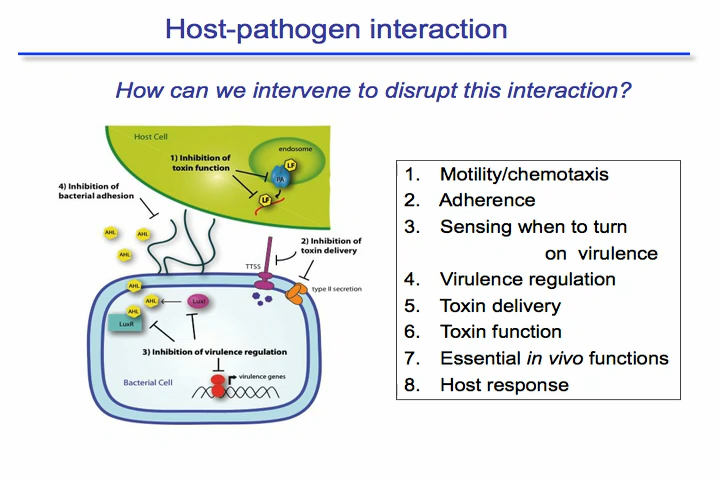 Host-pathogen interaction
How can we intervene to disrupt this interaction?
Host Cell
endosome
1) Inhibition of
toxin function
LF
PA
LF
4) Inhibition of
bacterial adhesion
AHL
AHL
AHL
2) Inhibition of
toxin delivery
TTSS
type II secretion
AHL
AHL
LuxI
AHL
LuxR
3) Inhibition of virulence regulation
virulence genes
Bacterial Cell
1. Motility/chemotaxis
2. Adherence
3. Sensing when to turn
on virulence
4. Virulence regulation
5. Toxin delivery
6. Toxin function
7. Essential in vivo functions
8. Host response